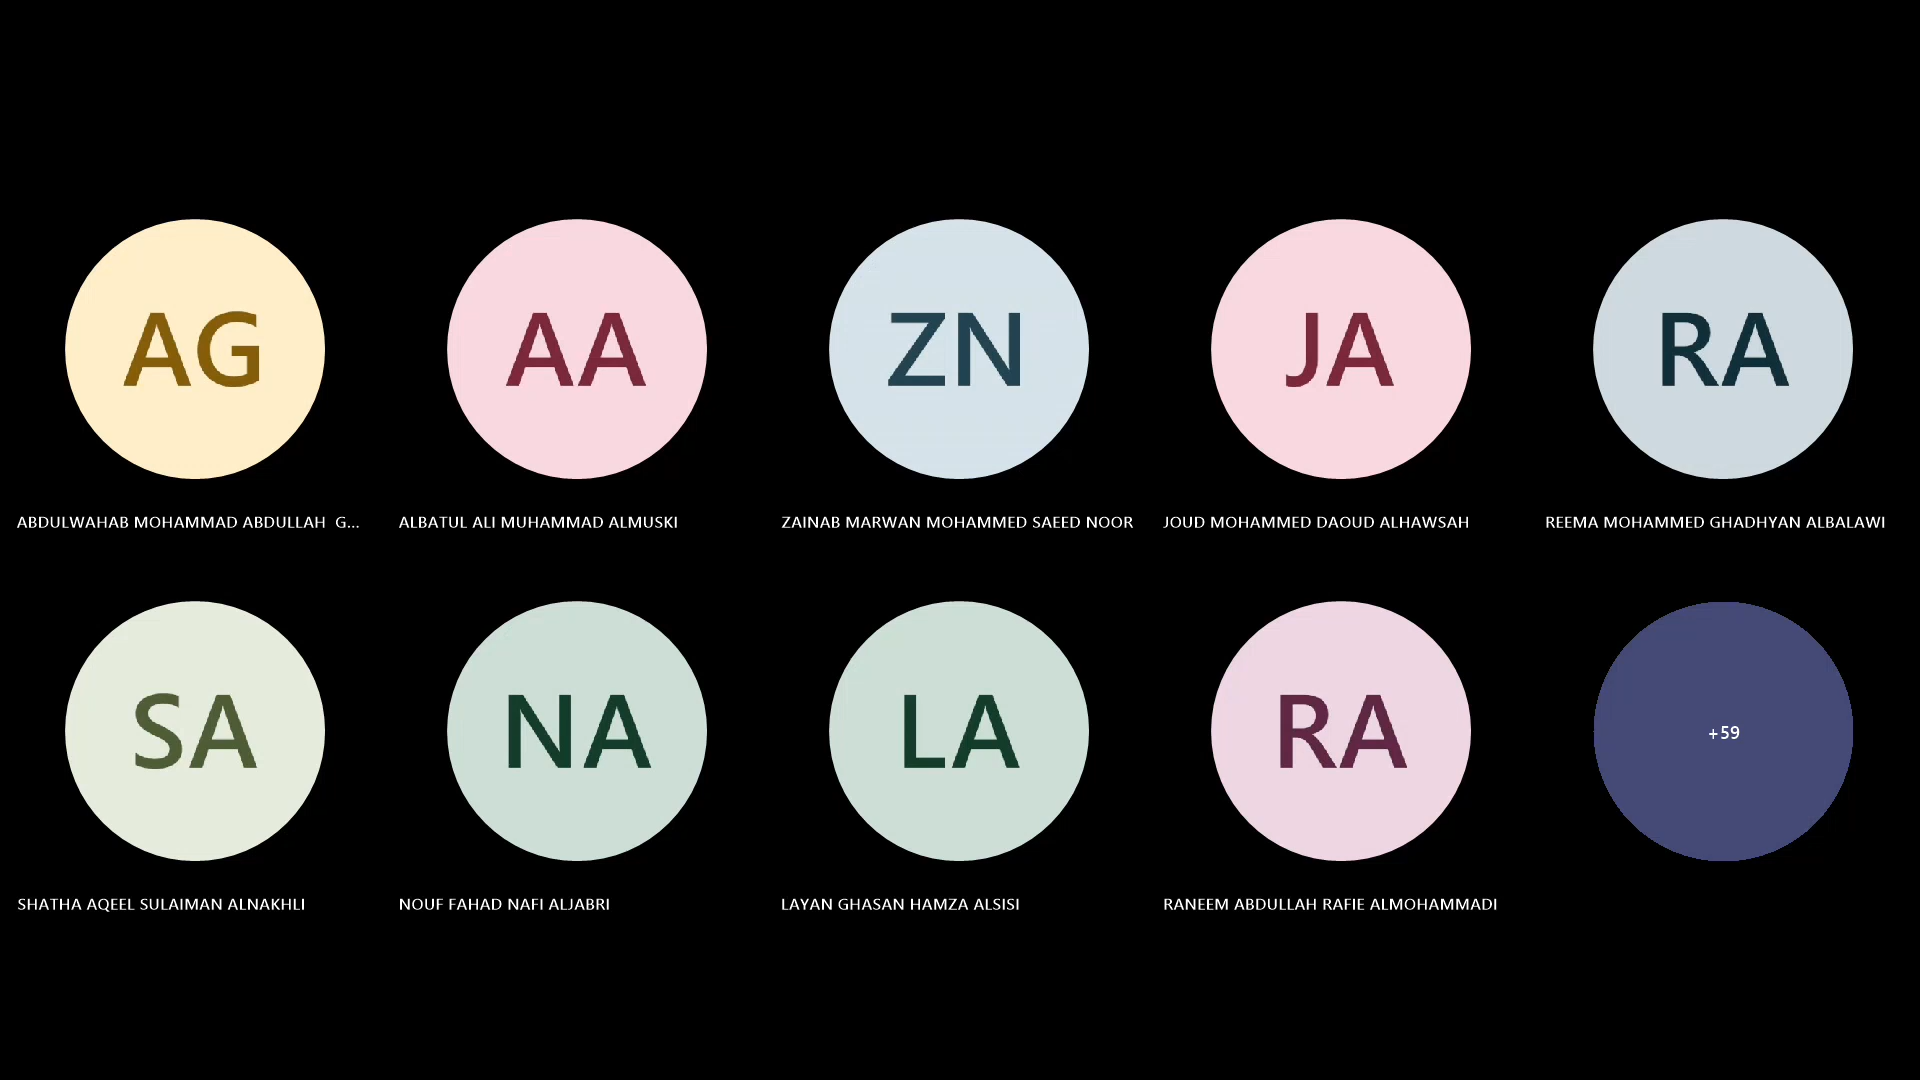 AG
AA
ZN
JA
RA
ABDULWAHAB MOHAMMAD ABDULLAH G...
ALBATUL ALI MUHAMMAD ALMUSKI
ZAINAB MARWAN MOHAMMED SAEED NOOR
JOUD MOHAMMED DAOUD ALHAWSAH
REEMA MOHAMMED GHADHYAN ALBALAWI
SA
NA
LA
RA
+59
SHATHA AQEEL SULAIMAN ALNAKHLI
NOUF FAHAD NAFI ALJABRI
LAYAN GHASAN HAMZA ALSISI
RANEEM ABDULLAH RAFIE ALMOHAMMADI